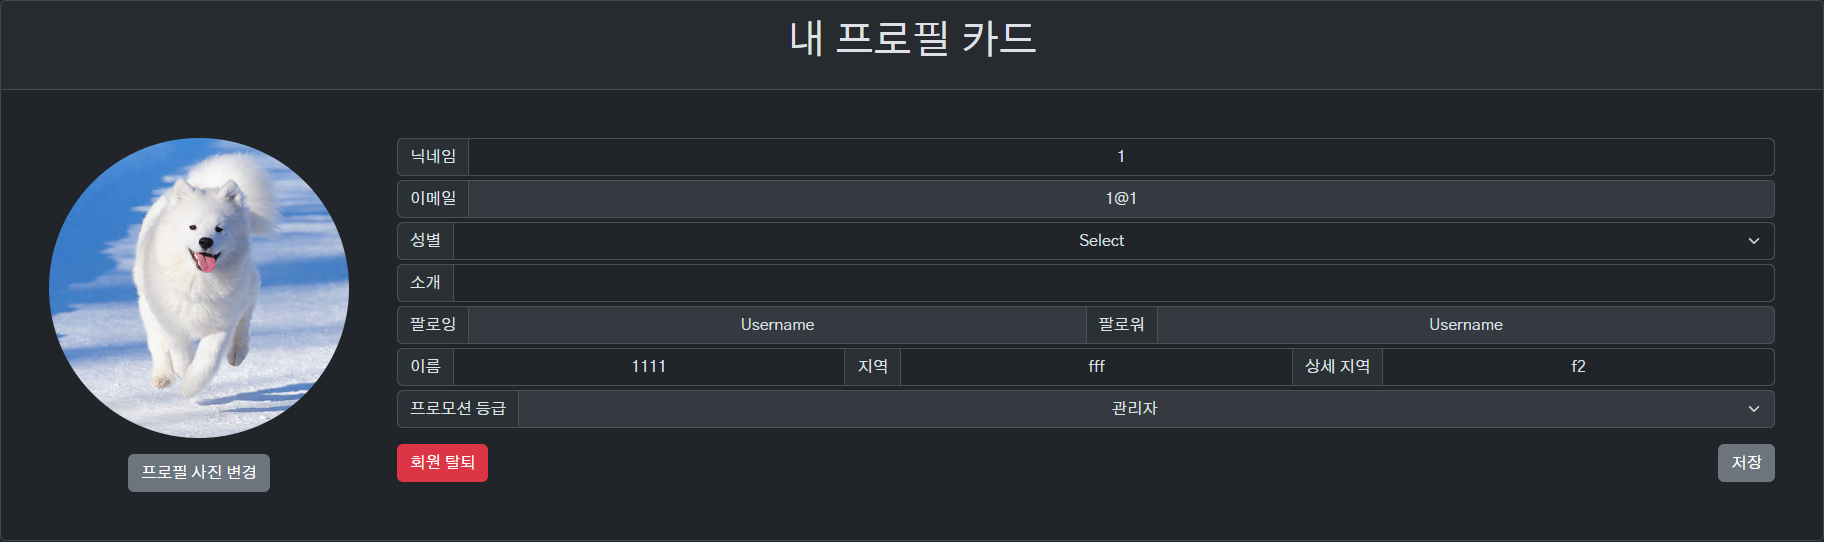 내 프로필 카드
닉네임 1
이메일 1@1
성별 Select
소개
팔로잉 Username 팔로워 Username
이름 1111 지역 fff 상세 지역 f2
프로모션 등급 관리자
프로필 사진 변경
회원 탈퇴 저장